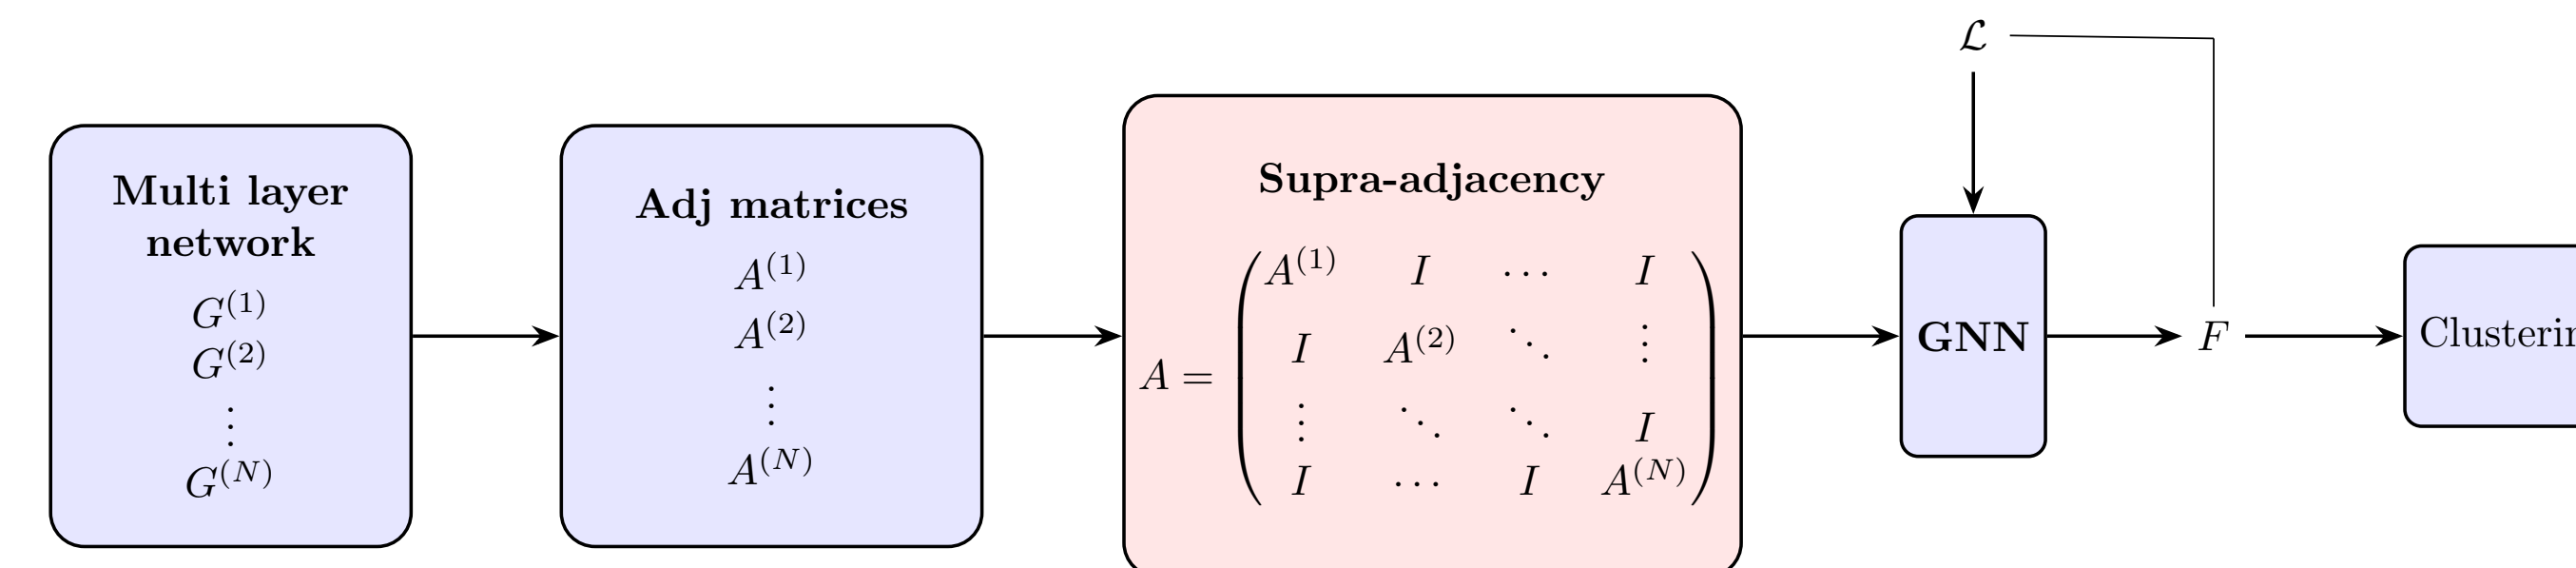 Multi layer
network
G^(1)
G^(2)
⋮
G^(N)
Adj matrices
A^(1)
A^(2)
⋮
A^(N)
Supra-adjacency
A = ( A^(1) I ⋯ I
I A^(2) ⋱ ⋮
⋮ ⋱ ⋱ I
I ⋯ I A^(N) )
ℒ
GNN
F